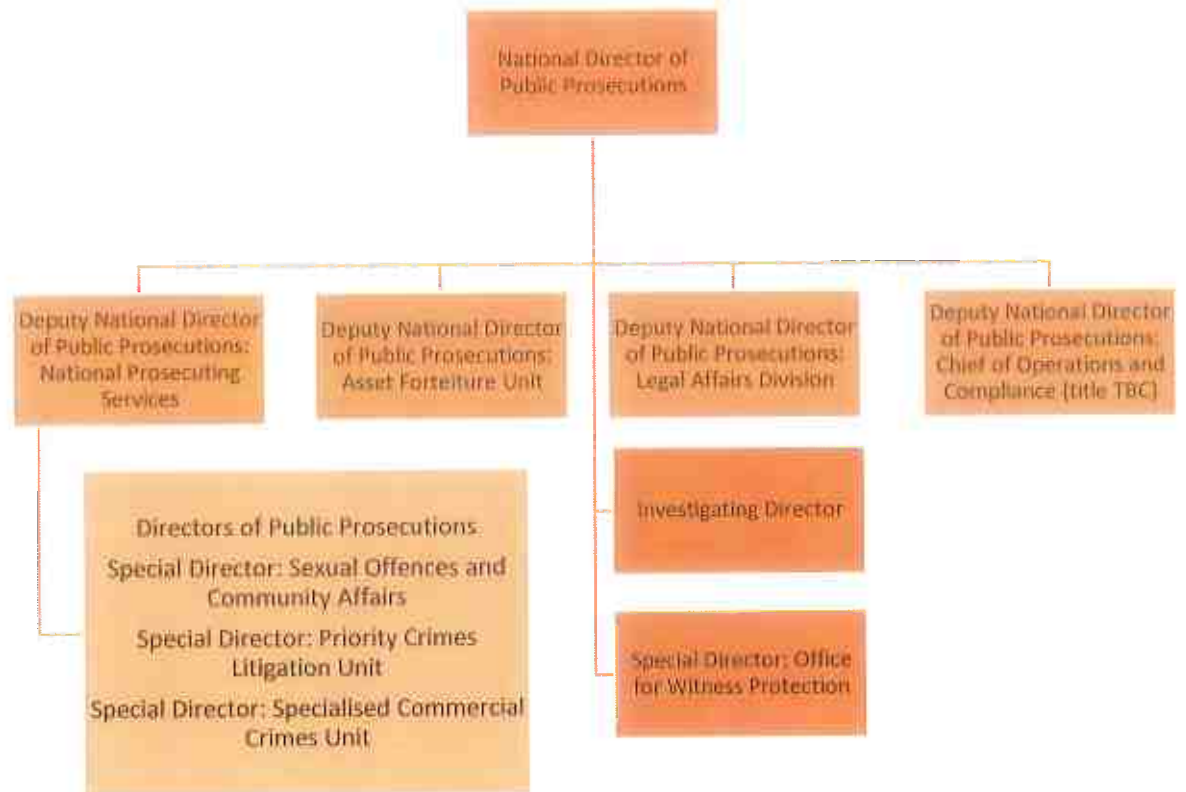 National Director of
Public Prosecutions
Deputy National Director
of Public Prosecutions:
National Prosecuting
Services
Deputy National Director
of Public Prosecutions:
Asset Forfeiture Unit
Deputy National Director
of Public Prosecutions:
Legal Affairs Division
Deputy National Director
of Public Prosecutions:
Chief of Operations and
Compliance (title TBC)
Directors of Public Prosecutions
Special Director: Sexual Offences and
Community Affairs
Special Director: Priority Crimes
Litigation Unit
Special Director: Specialised Commercial
Crimes Unit
Investigating Director
Special Director: Office
for Witness Protection